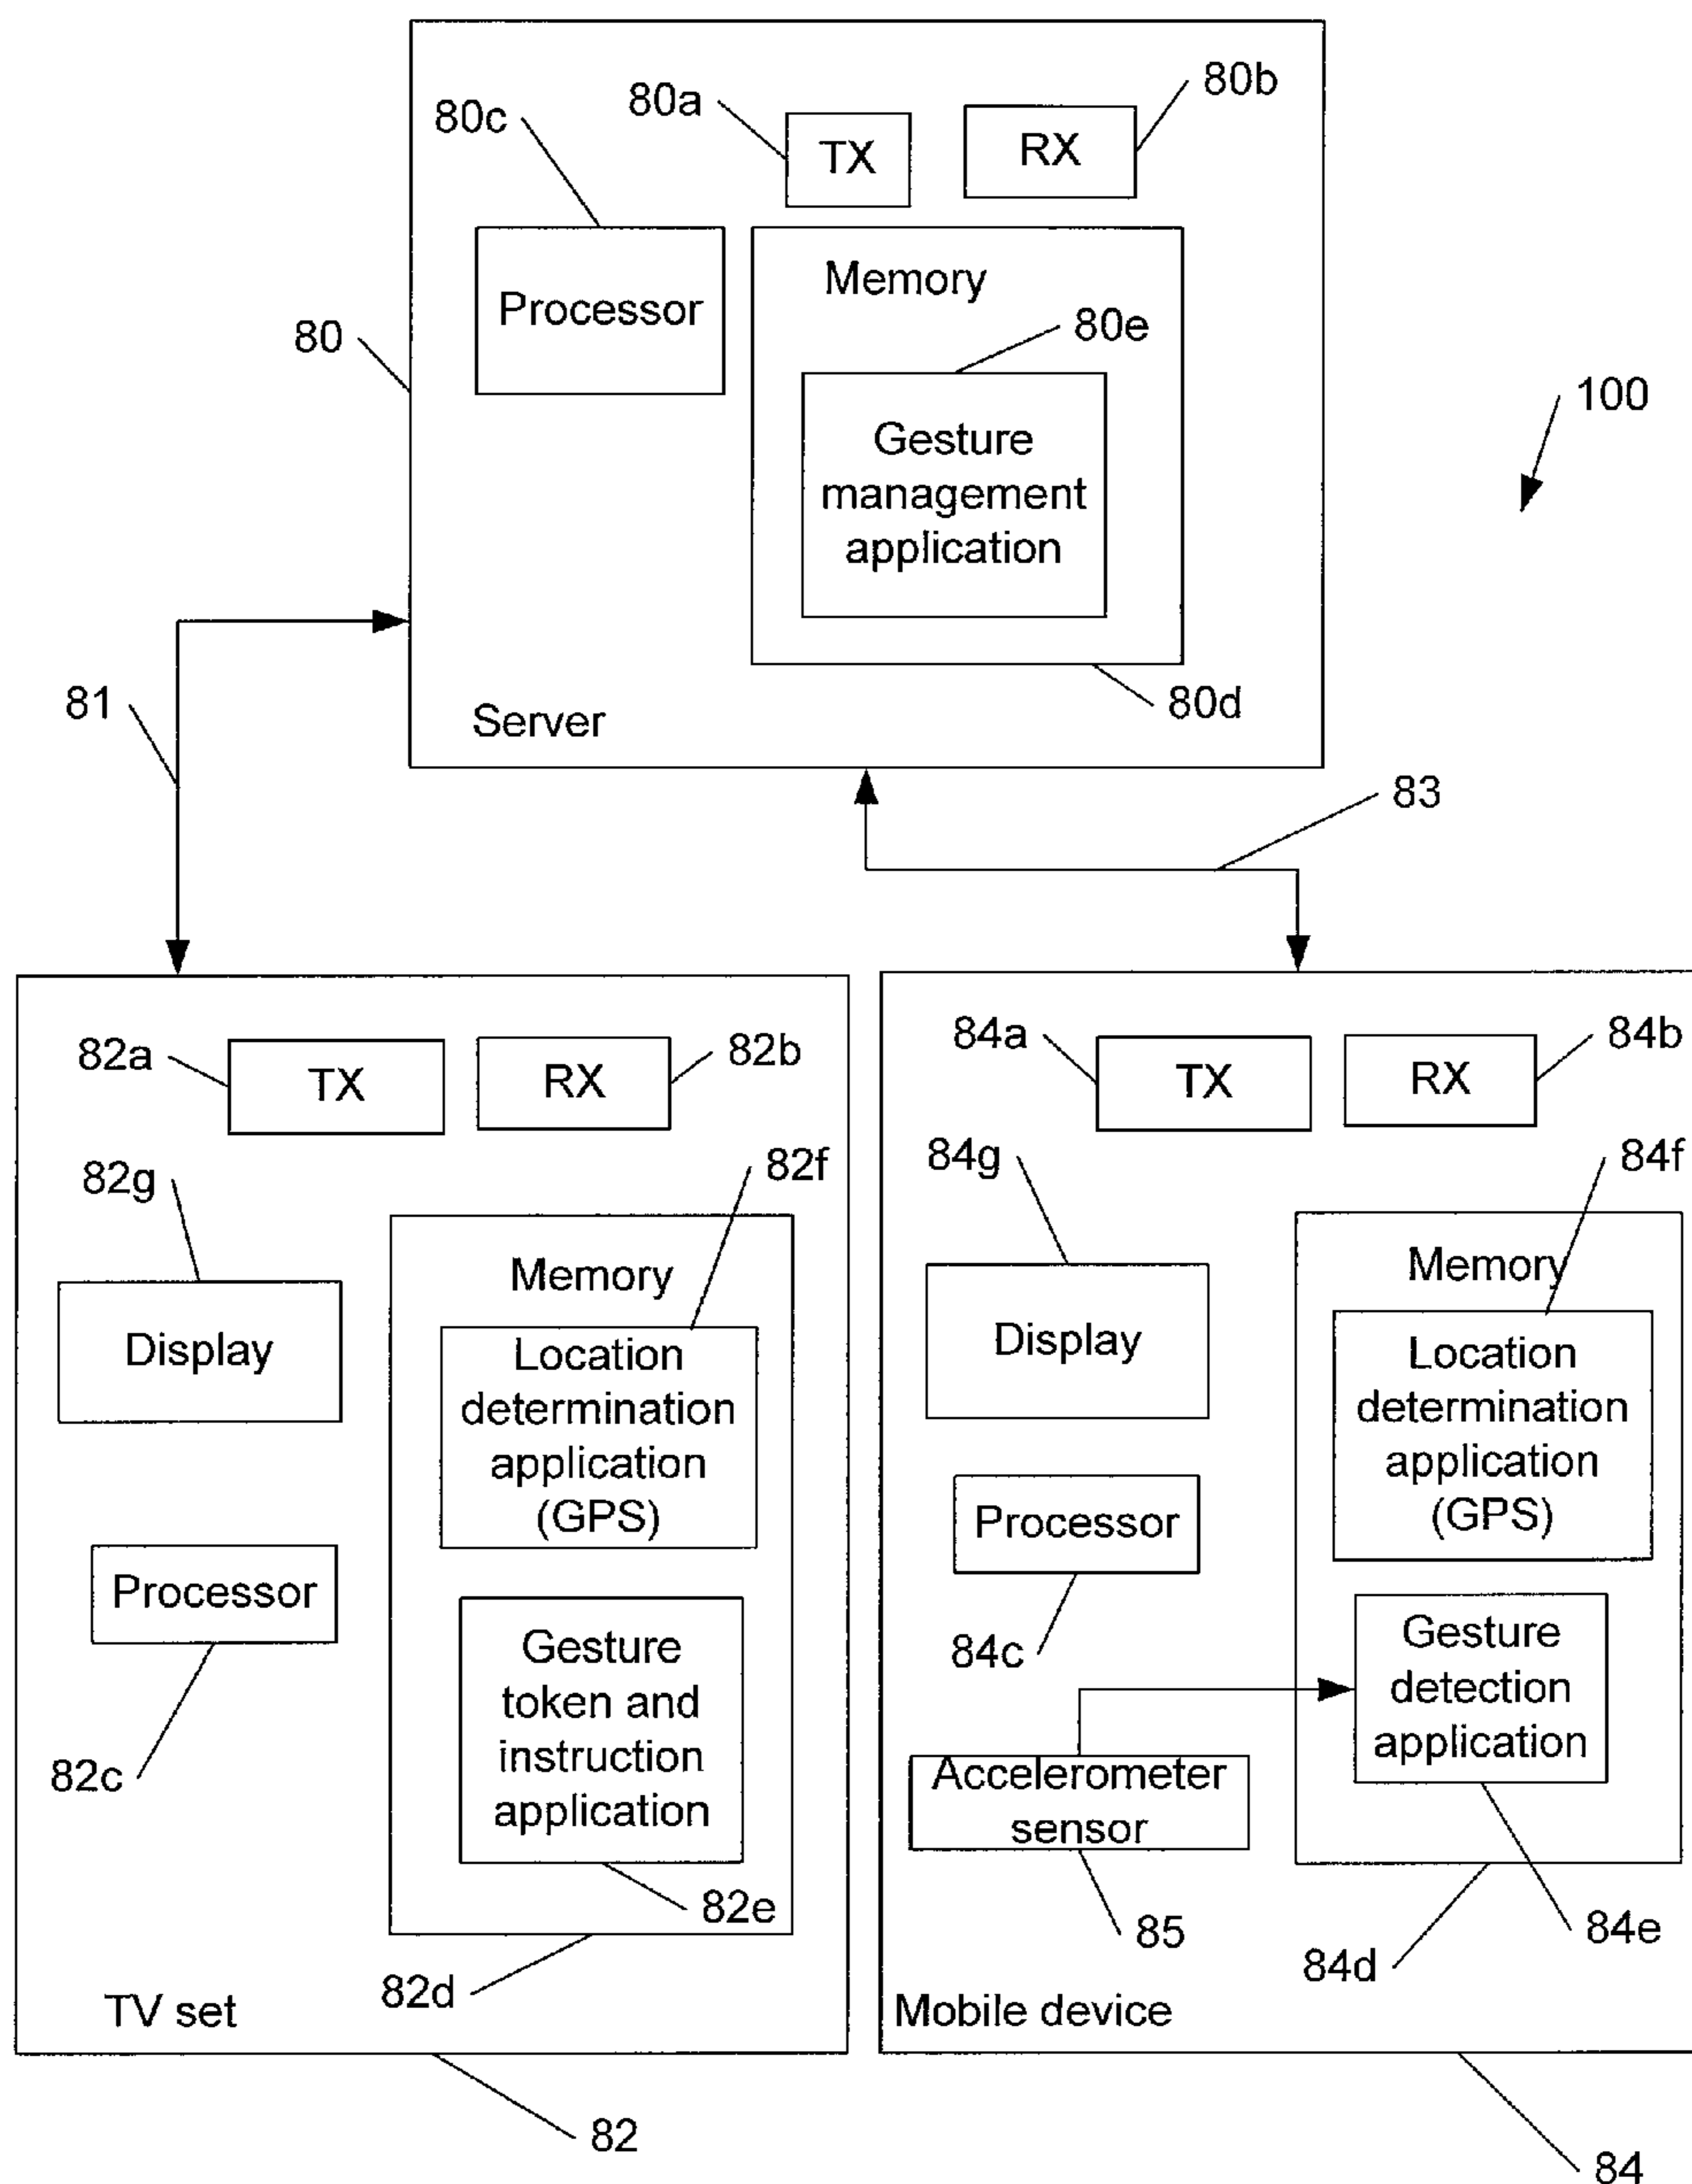 80a
80b
80c
TX
RX
Processor
Memory
80
80e
100
Gesture
management
application
81
80d
Server
83
82a
TX
RX
82b
84a
TX
RX
84b
82g
82f
84g
84f
Display
Memory
Location
determination
application
(GPS)
Display
Memory
Location
determination
application
(GPS)
Processor
Processor
82c
84c
Gesture
token and
instruction
application
Gesture
detection
application
Accelerometer
sensor
82e
85
84e
82d
84d
TV set
Mobile device
82
84